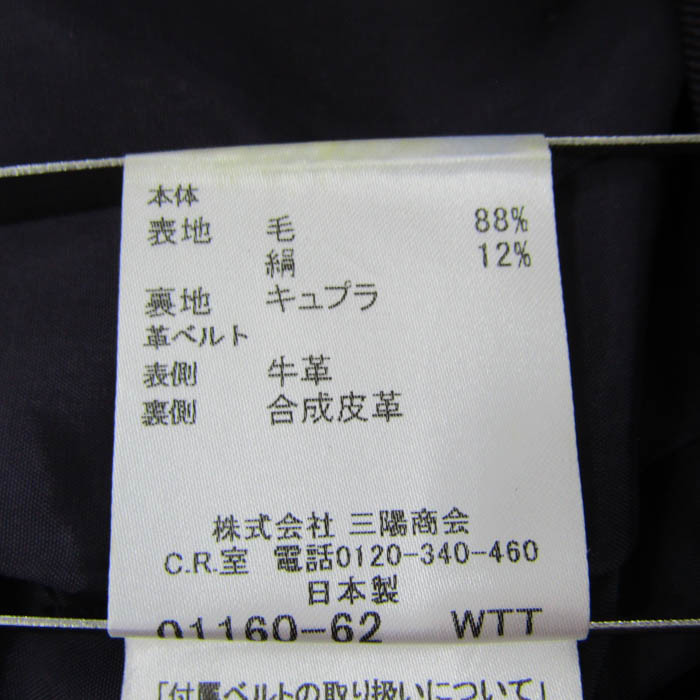 本体
表地 毛 88%
絹 12%
裏地 キュプラ
革ベルト
表側 牛革
裏側 合成皮革
株式会社 三陽商会
C.R.室 電話0120-340-460
日本製
01160-62 WTT
「付属ベルトの取り扱いについて」